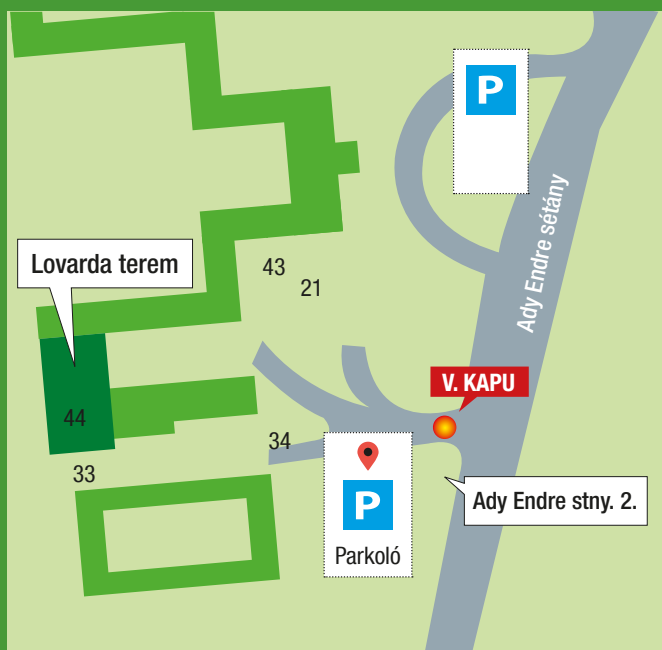 P
Ady Endre sétány
Lovarda terem
43
21
V. KAPU
44
34
33
P
Parkoló
Ady Endre stny. 2.